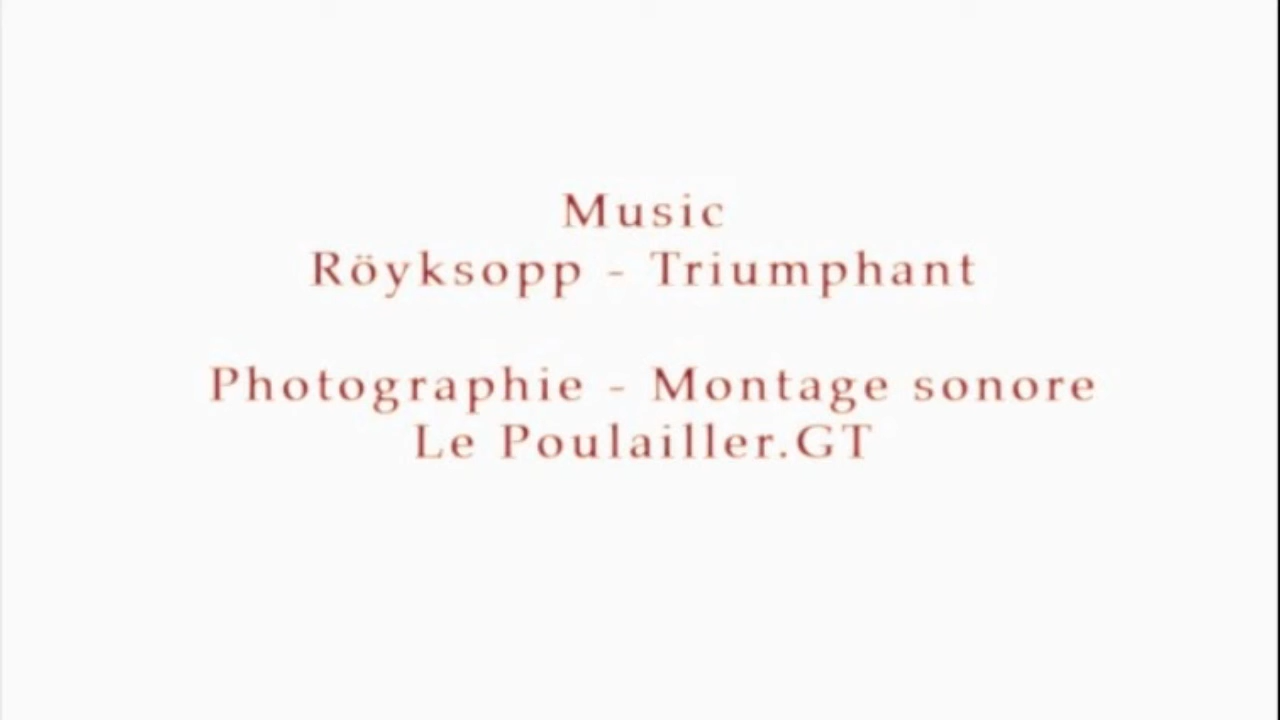 Music
Röyksopp - Triumphant
Photographie - Montage sonore
Le Poulailler.GT